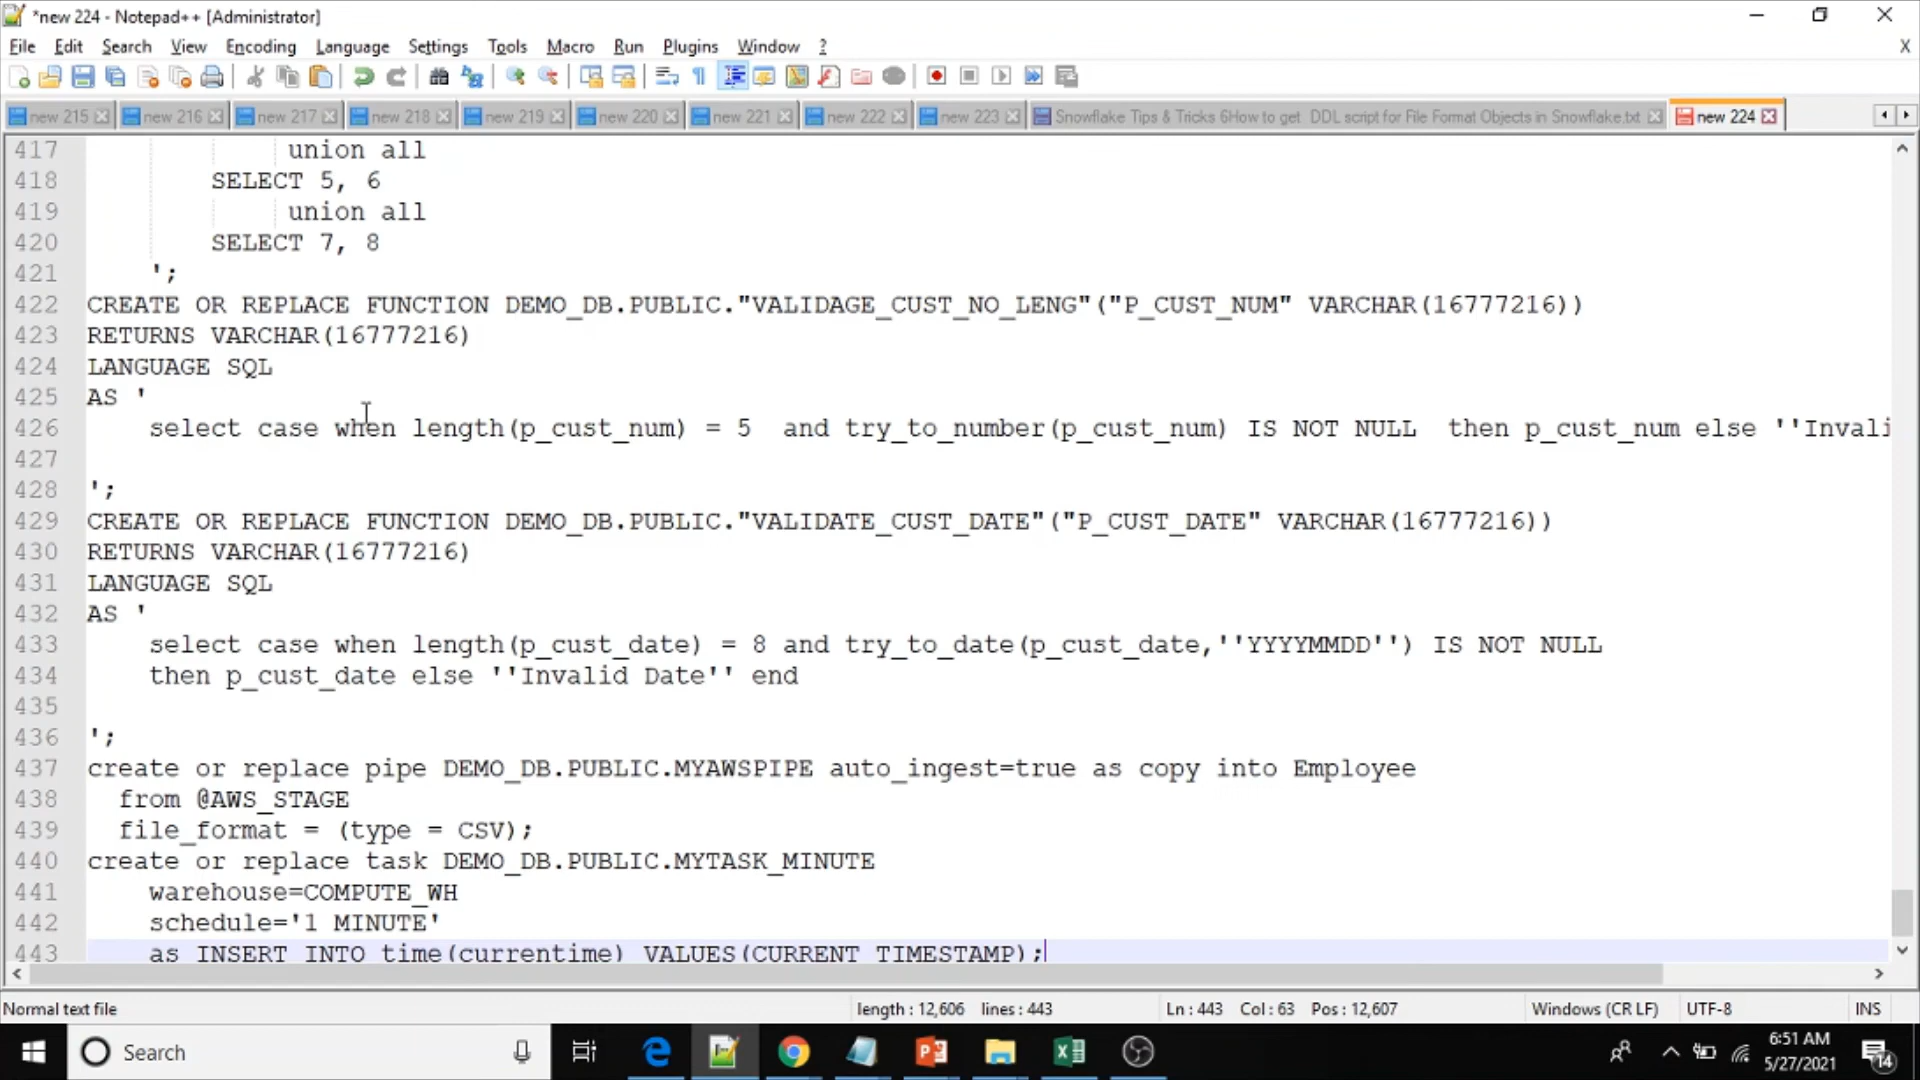 *new 224 - Notepad++ [Administrator]
File Edit Search View Encoding Language Settings Tools Macro Run Plugins Window ? X
new 215 new 216 new 217 new 218 new 219 new 220 new 221 new 222 new 223 Snowflake Tips & Tricks 6How to get DDL script for File Format Objects in Snowflake.txt new 224
417 union all
418 SELECT 5, 6
419 union all
420 SELECT 7, 8
421 ';
422 CREATE OR REPLACE FUNCTION DEMO_DB.PUBLIC."VALIDAGE_CUST_NO_LENG"("P_CUST_NUM" VARCHAR(16777216))
423 RETURNS VARCHAR(16777216)
424 LANGUAGE SQL
425 AS '
426 select case when length(p_cust_num) = 5 and try_to_number(p_cust_num) IS NOT NULL then p_cust_num else ''Invali
427
428 ';
429 CREATE OR REPLACE FUNCTION DEMO_DB.PUBLIC."VALIDATE_CUST_DATE"("P_CUST_DATE" VARCHAR(16777216))
430 RETURNS VARCHAR(16777216)
431 LANGUAGE SQL
432 AS '
433 select case when length(p_cust_date) = 8 and try_to_date(p_cust_date,''YYYYMMDD'') IS NOT NULL
434 then p_cust_date else ''Invalid Date'' end
435
436 ';
437 create or replace pipe DEMO_DB.PUBLIC.MYAWSPIPE auto_ingest=true as copy into Employee
438 from @AWS_STAGE
439 file_format = (type = CSV);
440 create or replace task DEMO_DB.PUBLIC.MYTASK_MINUTE
441 warehouse=COMPUTE_WH
442 schedule='1 MINUTE'
443 as INSERT INTO time(currentime) VALUES(CURRENT_TIMESTAMP);
Normal text file length : 12,606 lines : 443 Ln : 443 Col : 63 Pos : 12,607 Windows (CR LF) UTF-8 INS
Search 6:51 AM
5/27/2021 14